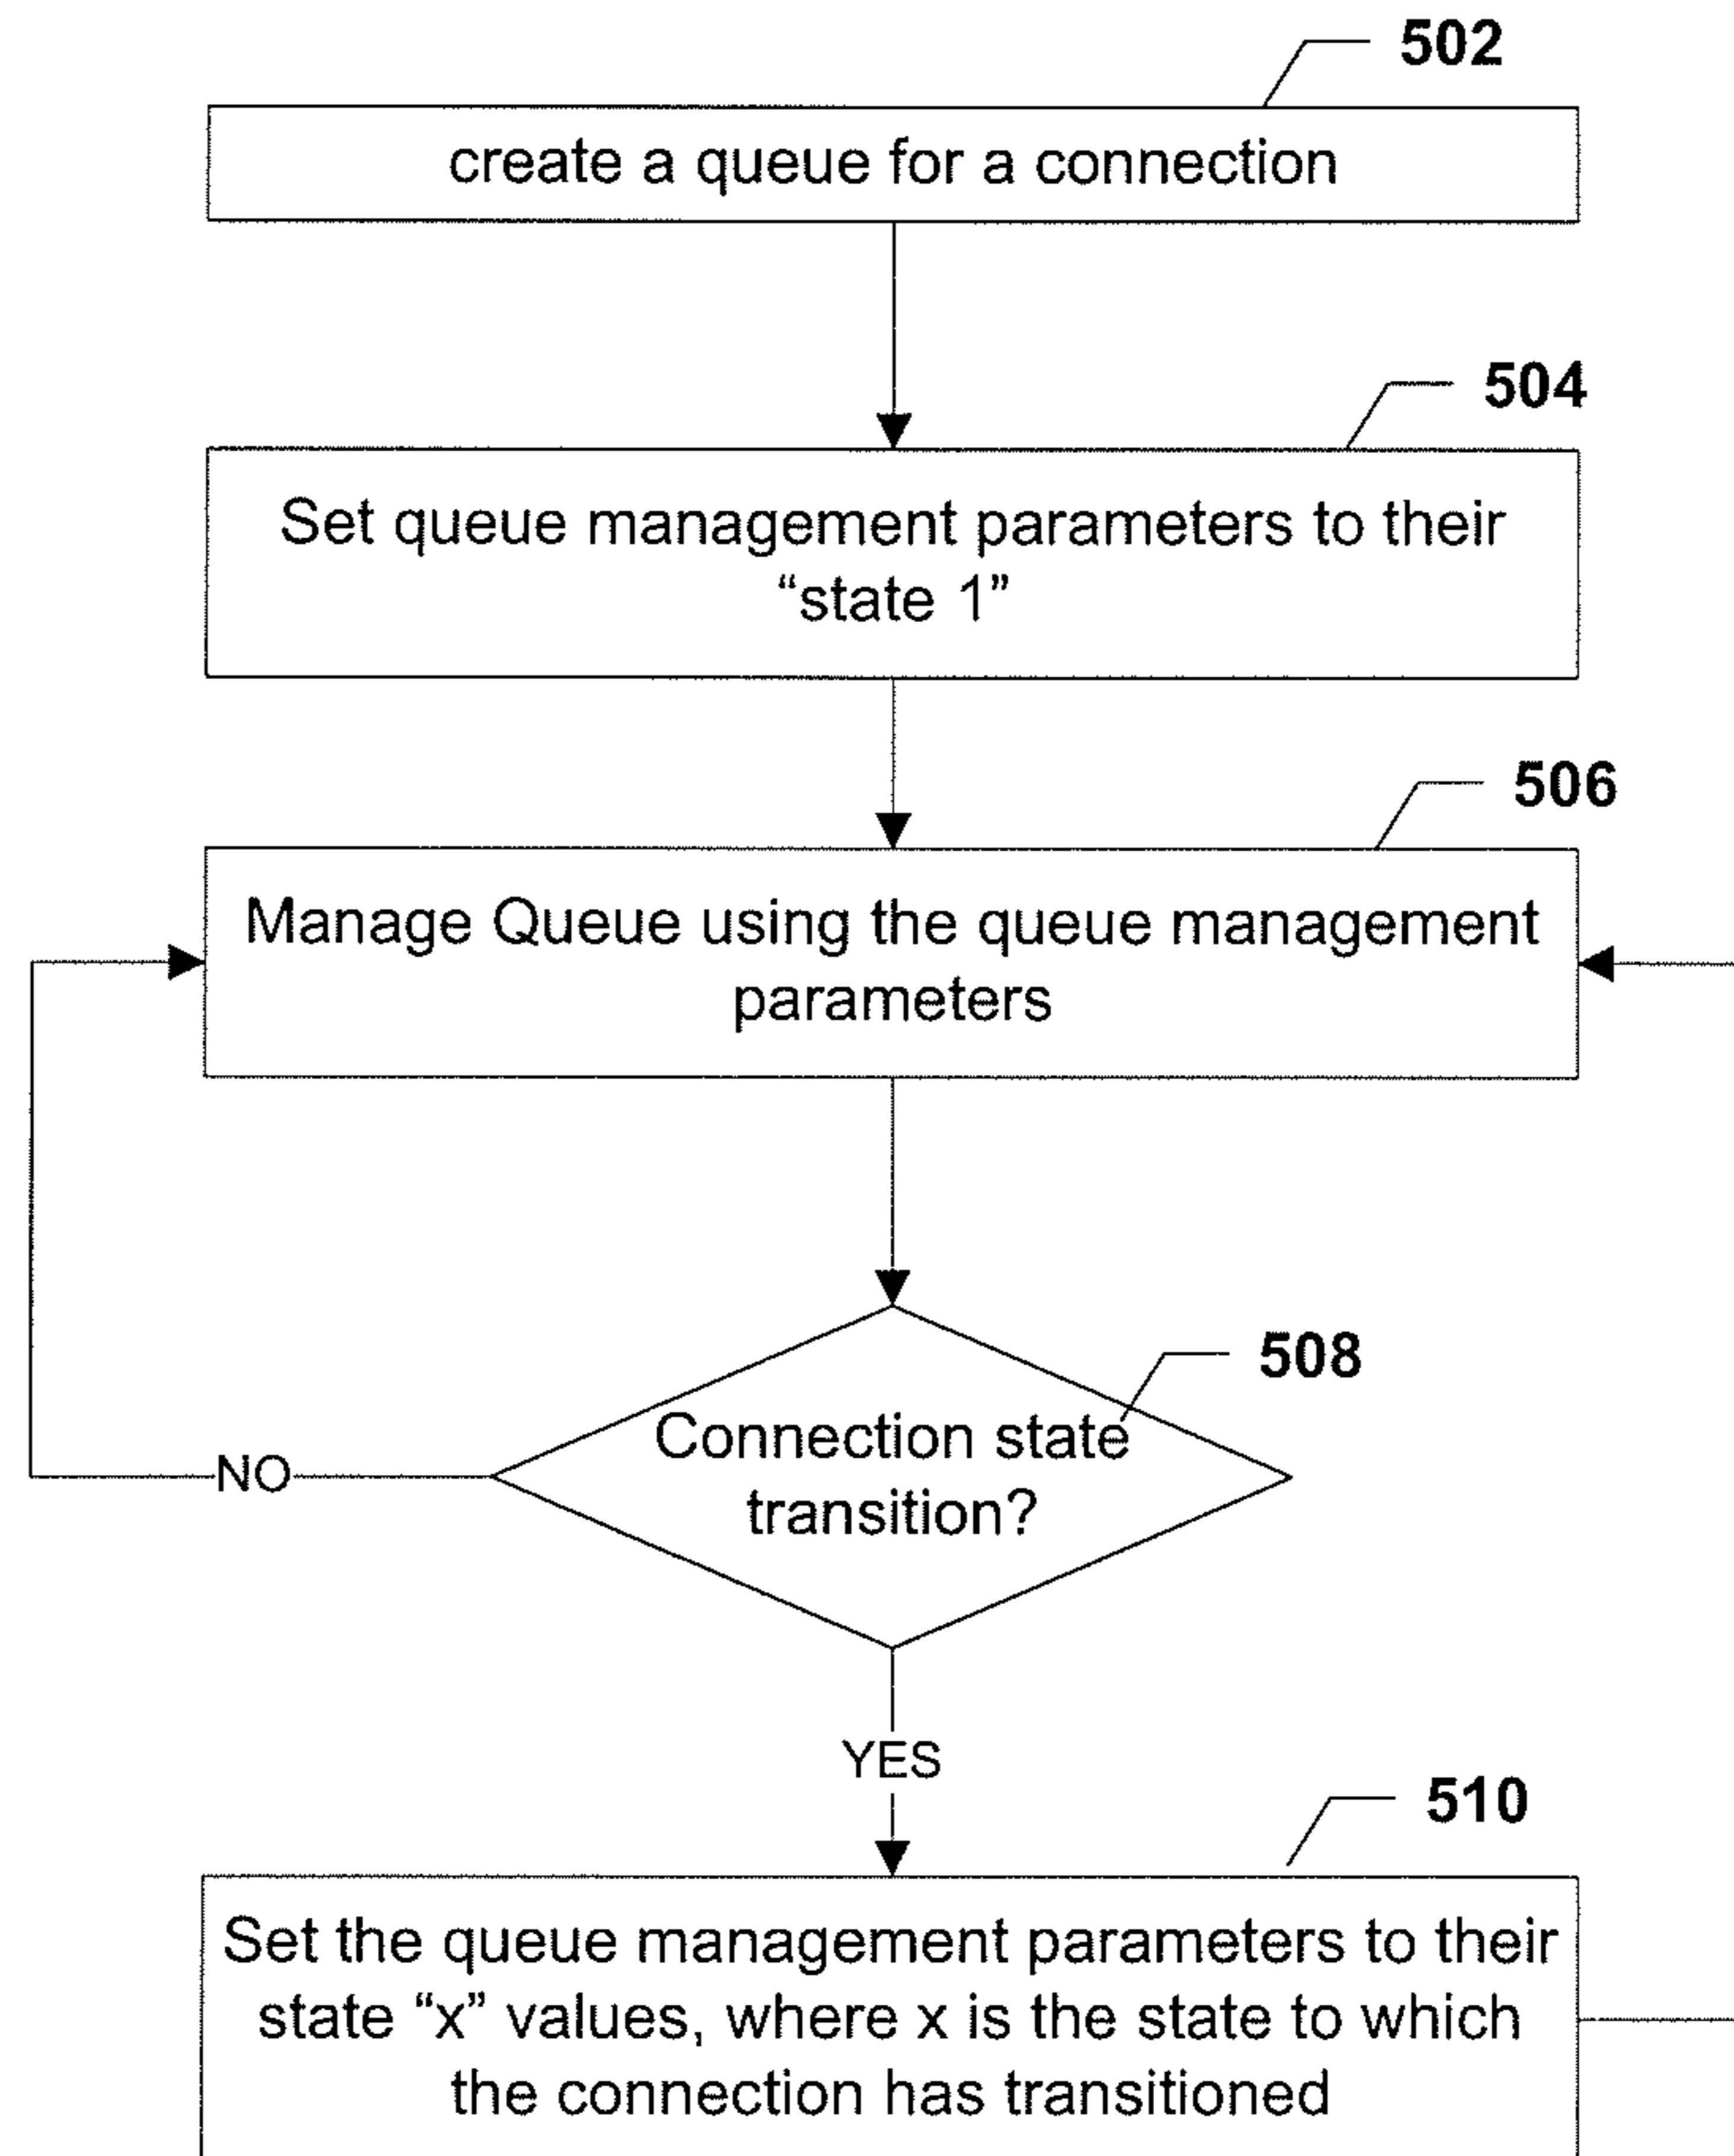 502
create a queue for a connection
504
Set queue management parameters to their
“state 1”
506
Manage Queue using the queue management
parameters
508
Connection state
transition?
NO
YES
510
Set the queue management parameters to their
state “x” values, where x is the state to which
the connection has transitioned